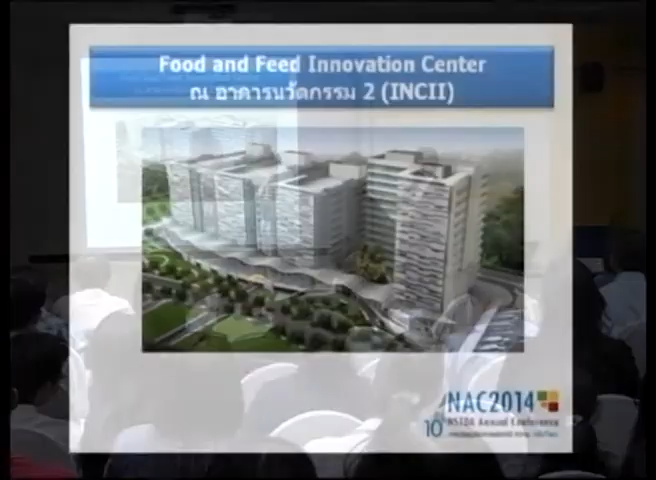 Food and Feed Innovation Center
ณ อาคารนวัตกรรม 2 (INCII)
NAC2014
10th NSTDA Annual Conference